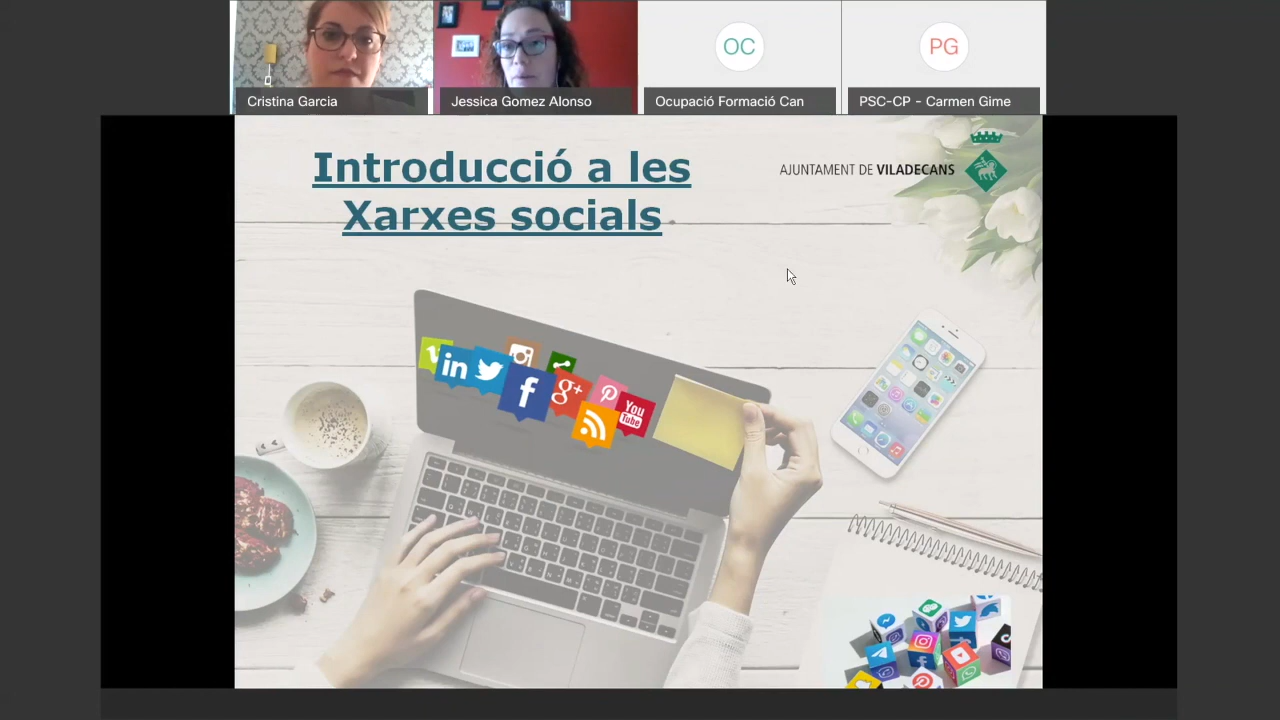 OC
PG
Cristina Garcia
Jessica Gomez Alonso
Ocupació Formació Can
PSC-CP - Carmen Gime
Introducció a les
Xarxes socials
AJUNTAMENT DE VILADECANS
in
f
g+
You
Tube